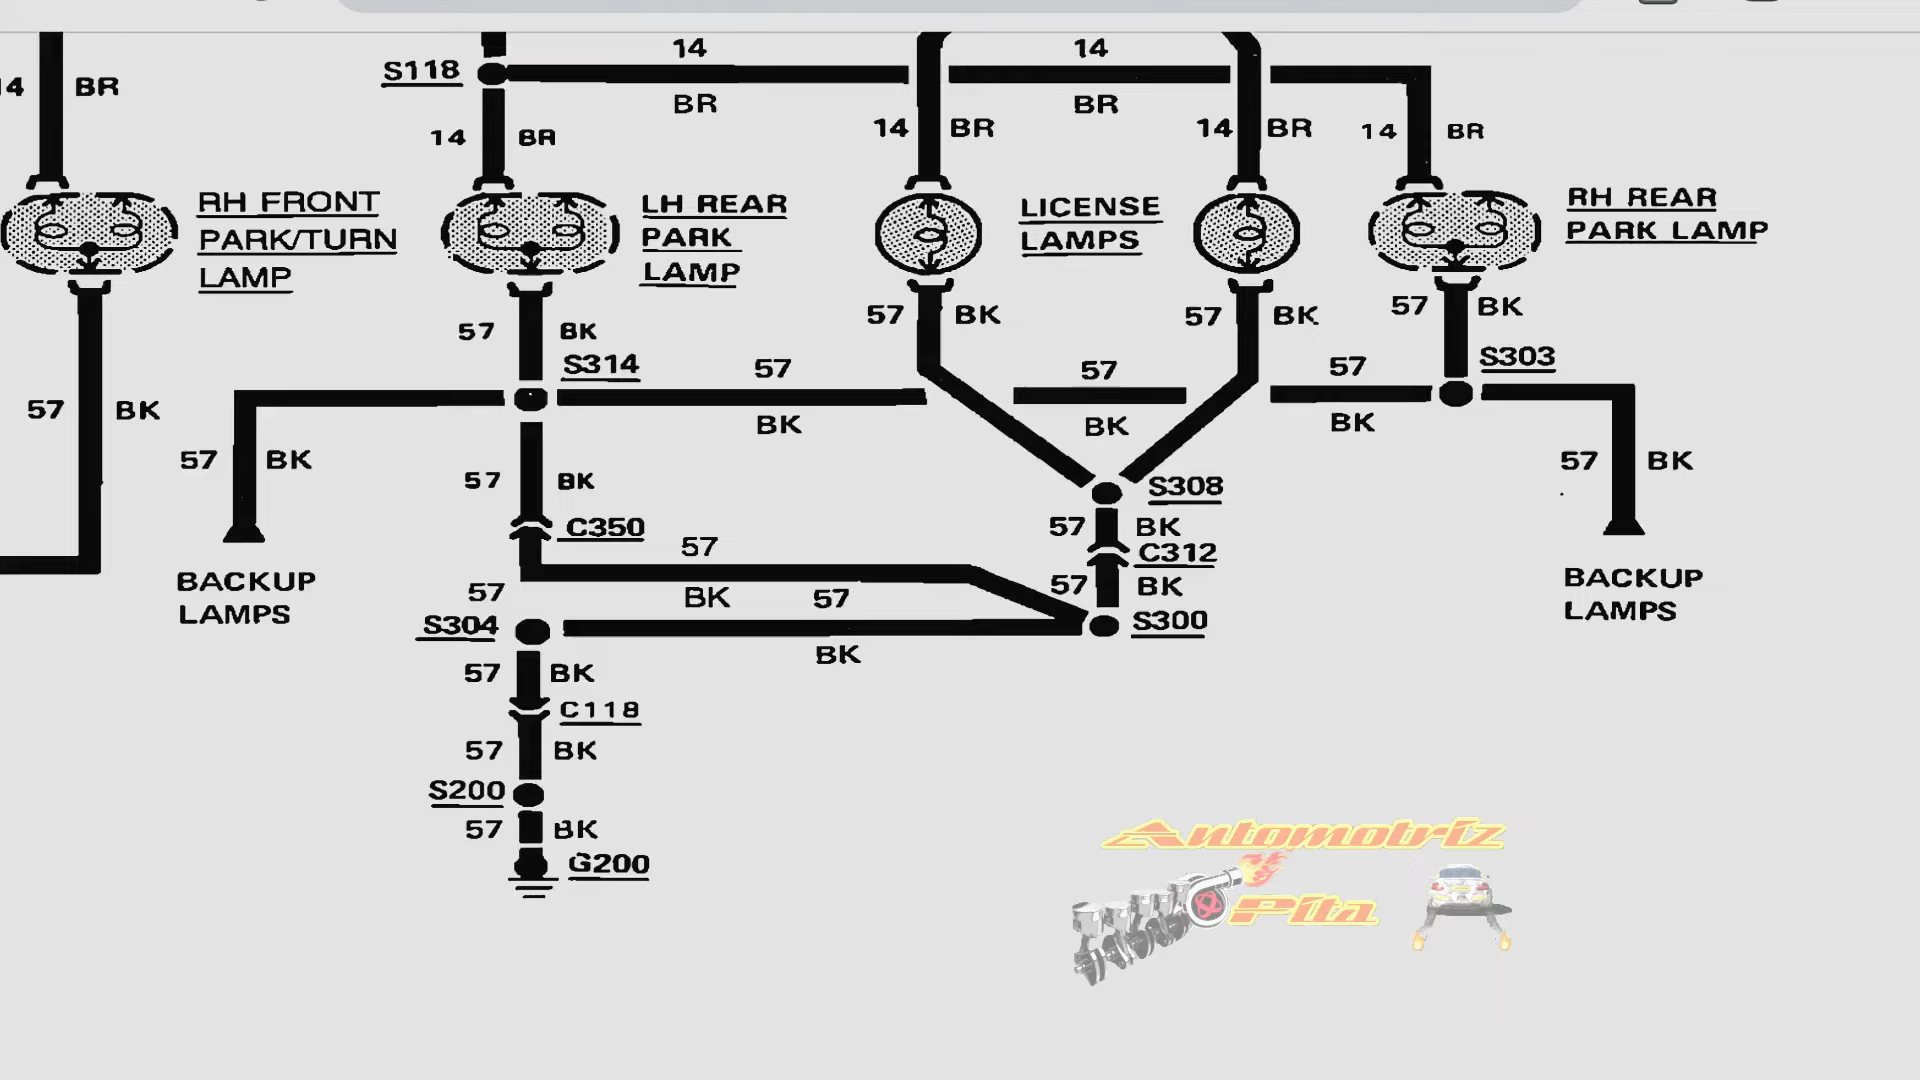 14
14
S118
BR
14 BR
BR
BR
14 BR
14 BR
14 BR
14 BR
RH FRONT
PARK/TURN
LAMP
LH REAR
PARK
LAMP
LICENSE
LAMPS
RH REAR
PARK LAMP
57 BK
57 BK
57 BK
57 BK
S314
57
57
57
S303
57 BK
BK
BK
BK
57 BK
57 BK
57 BK
S308
C350
57 BK
C312
57
57 BK
BACKUP
LAMPS
57
BK
57
BACKUP
LAMPS
S304
S300
BK
57 BK
C118
57 BK
S200
57 BK
G200
Automotriz
Pita